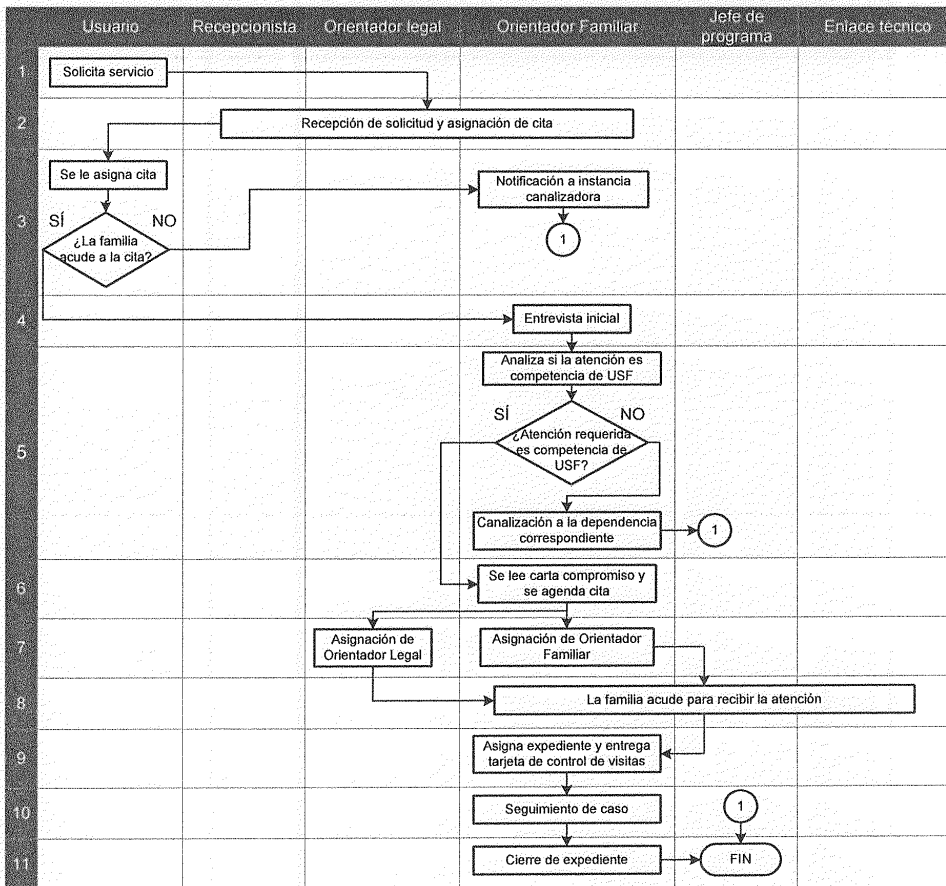 Usuario
Recepcionista
Orientador legal
Orientador Familiar
Jefe de
programa
Enlace técnico
1
Solicita servicio
2
Recepción de solicitud y asignación de cita
3
Se le asigna cita
Notificación a instancia
canalizadora
SÍ
NO
¿La familia
acude a la cita?
1
4
Entrevista inicial
5
Analiza si la atención es
competencia de USF
SÍ
NO
¿Atención requerida
es competencia de
USF?
Canalización a la dependencia
correspondiente
1
6
Se lee carta compromiso y
se agenda cita
7
Asignación de
Orientador Legal
Asignación de Orientador
Familiar
8
La familia acude para recibir la atención
9
Asigna expediente y entrega
tarjeta de control de visitas
10
Seguimiento de caso
1
11
Cierre de expediente
FIN